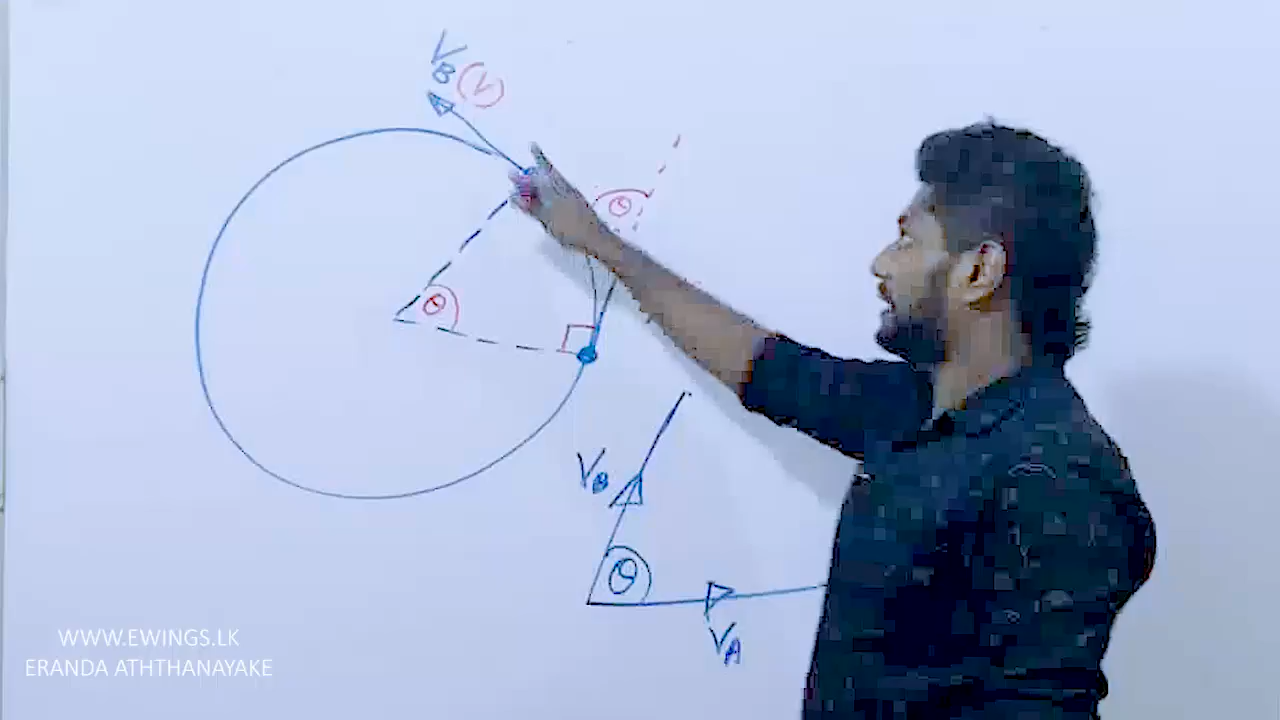 V_B (V)
θ
θ
V_B
θ
V_A
WWW.EWINGS.LK
ERANDA ATHTHANAYAKE